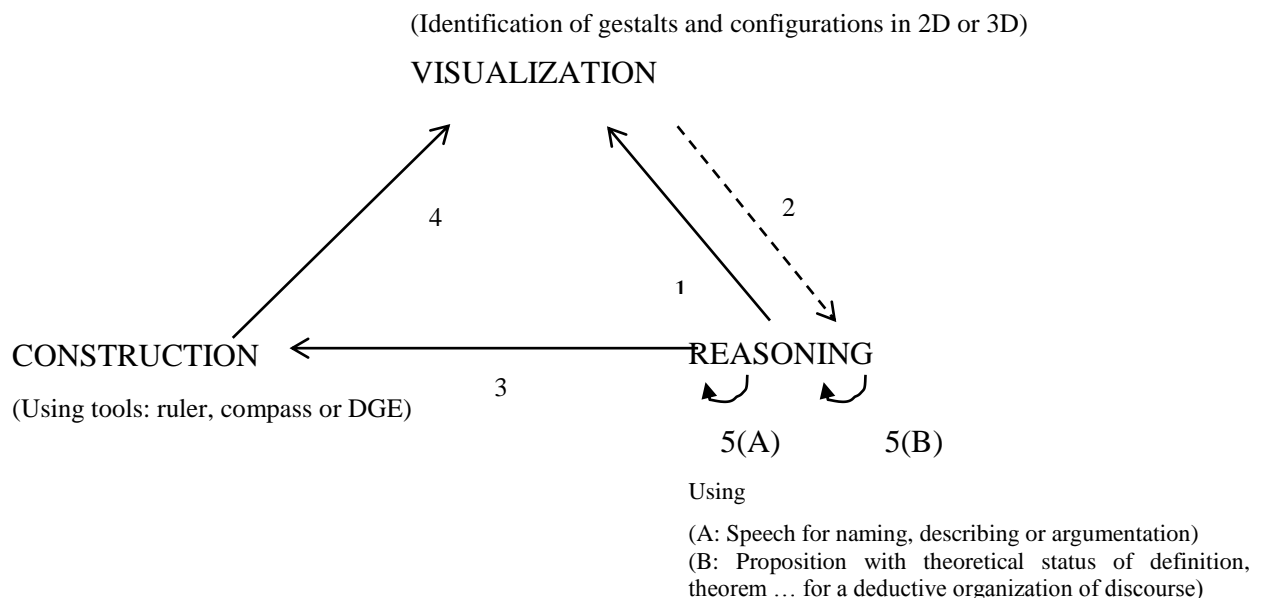 (Identification of gestalts and configurations in 2D or 3D)
VISUALIZATION
4
2
1
CONSTRUCTION
REASONING
3
(Using tools: ruler, compass or DGE)
5(A)
5(B)
Using
(A: Speech for naming, describing or argumentation)
(B: Proposition with theoretical status of definition,
theorem … for a deductive organization of discourse)